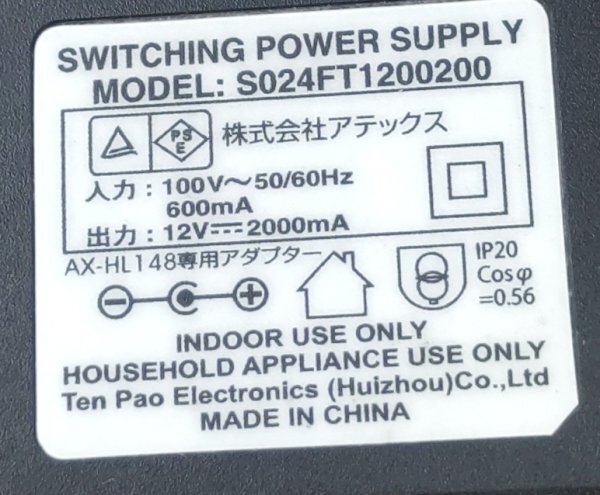 SWITCHING POWER SUPPLY
MODEL: S024FT1200200
PS
E
株式会社アテックス
入力 : 100V～50/60Hz
600mA
出力 : 12V⎓2000mA
AX-HL148専用アダプター
IP20
Cosφ
=0.56
INDOOR USE ONLY
HOUSEHOLD APPLIANCE USE ONLY
Ten Pao Electronics (Huizhou)Co.,Ltd
MADE IN CHINA